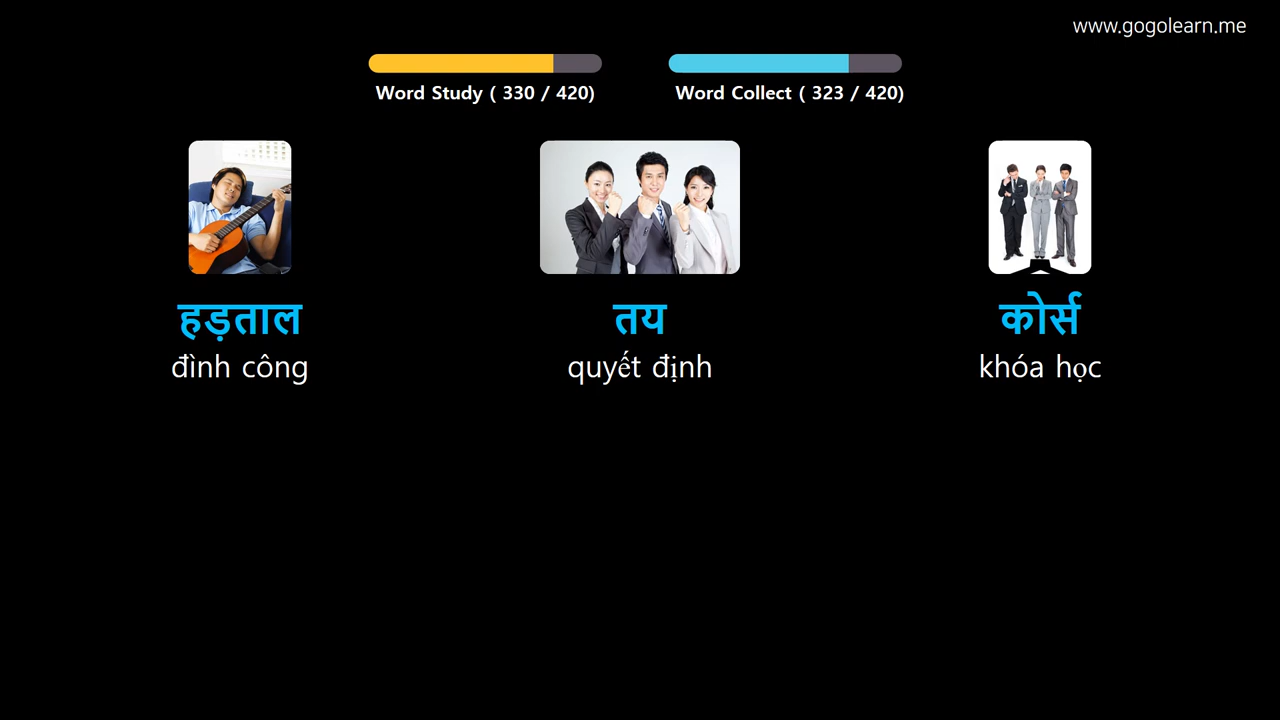 www.gogolearn.me
Word Study ( 330 / 420)
Word Collect ( 323 / 420)
हड़ताल
तय
कोर्स
đình công
quyết định
khóa học